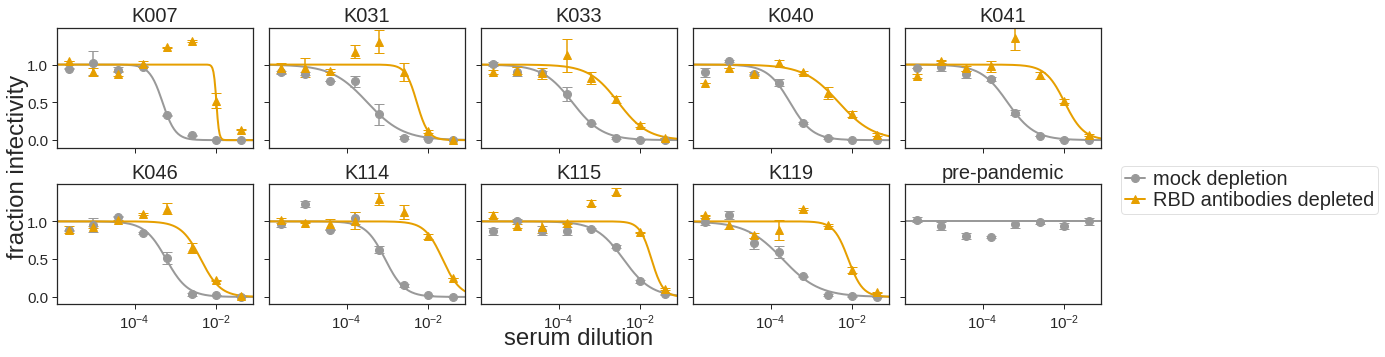 K007 K031 K033 K040 K041
1.0
0.5
0.0
K046 K114 K115 K119 pre-pandemic
1.0
0.5
0.0
10⁻⁴ 10⁻² 10⁻⁴ 10⁻² 10⁻⁴ 10⁻² 10⁻⁴ 10⁻² 10⁻⁴ 10⁻²
fraction infectivity
serum dilution
mock depletion
RBD antibodies depleted